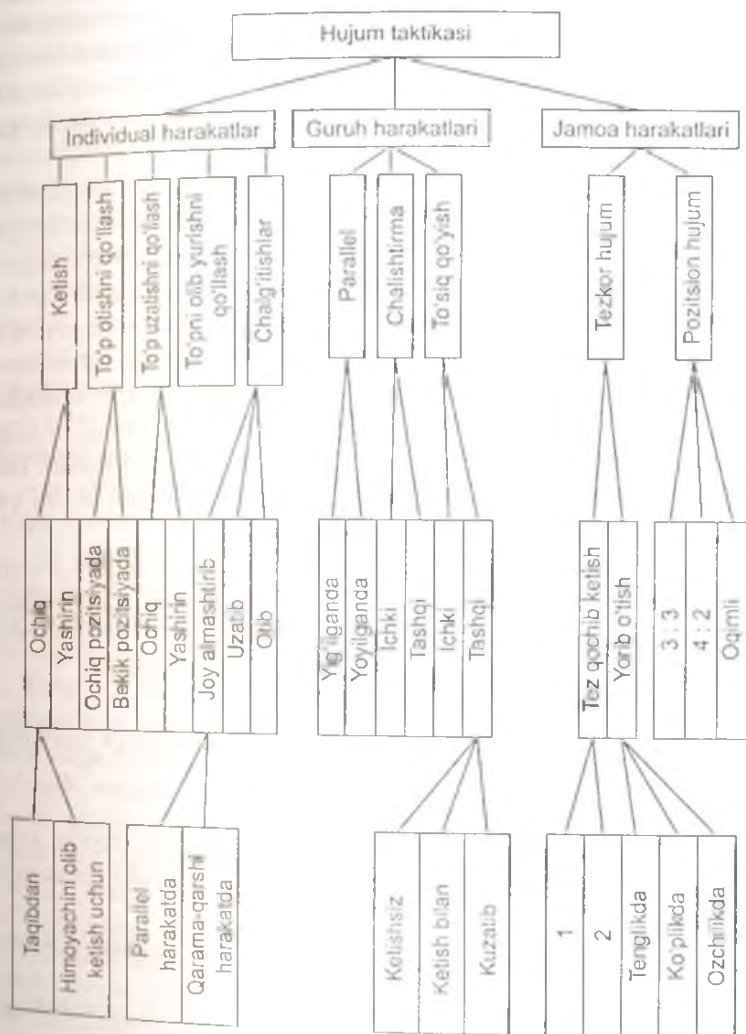 Hujum taktikasi
Individual harakatlar
Guruh harakatlari
Jamoa harakatlari
Ketish
To'p otishni qo'llash
To'p uzatishni qo'llash
To'pni olib yurishni
qo'llash
Chalg'itishlar
Parallel
Chalishtirma
To'siq qo'yish
Tezkor hujum
Pozitsion hujum
Ochiq
Yashirin
Ochiq pozitsiyada
Bekik pozitsiyada
Ochiq
Yashirin
Joy almashtirib
Uzatib
Otib
Yig'ilganda
Yoyilganda
Ichki
Tashqi
Ichki
Tashqi
Tez qochib ketish
Yorib o'tish
3 : 3
4 : 2
Oqimli
Taqibdan
Himoyachini olib
ketish uchun
Parallel
harakatda
Qarama-qarshi
harakatda
Ketishsiz
Ketish bilan
Kuzatib
1
2
Tenglikda
Ko'plikda
Ozchilikda